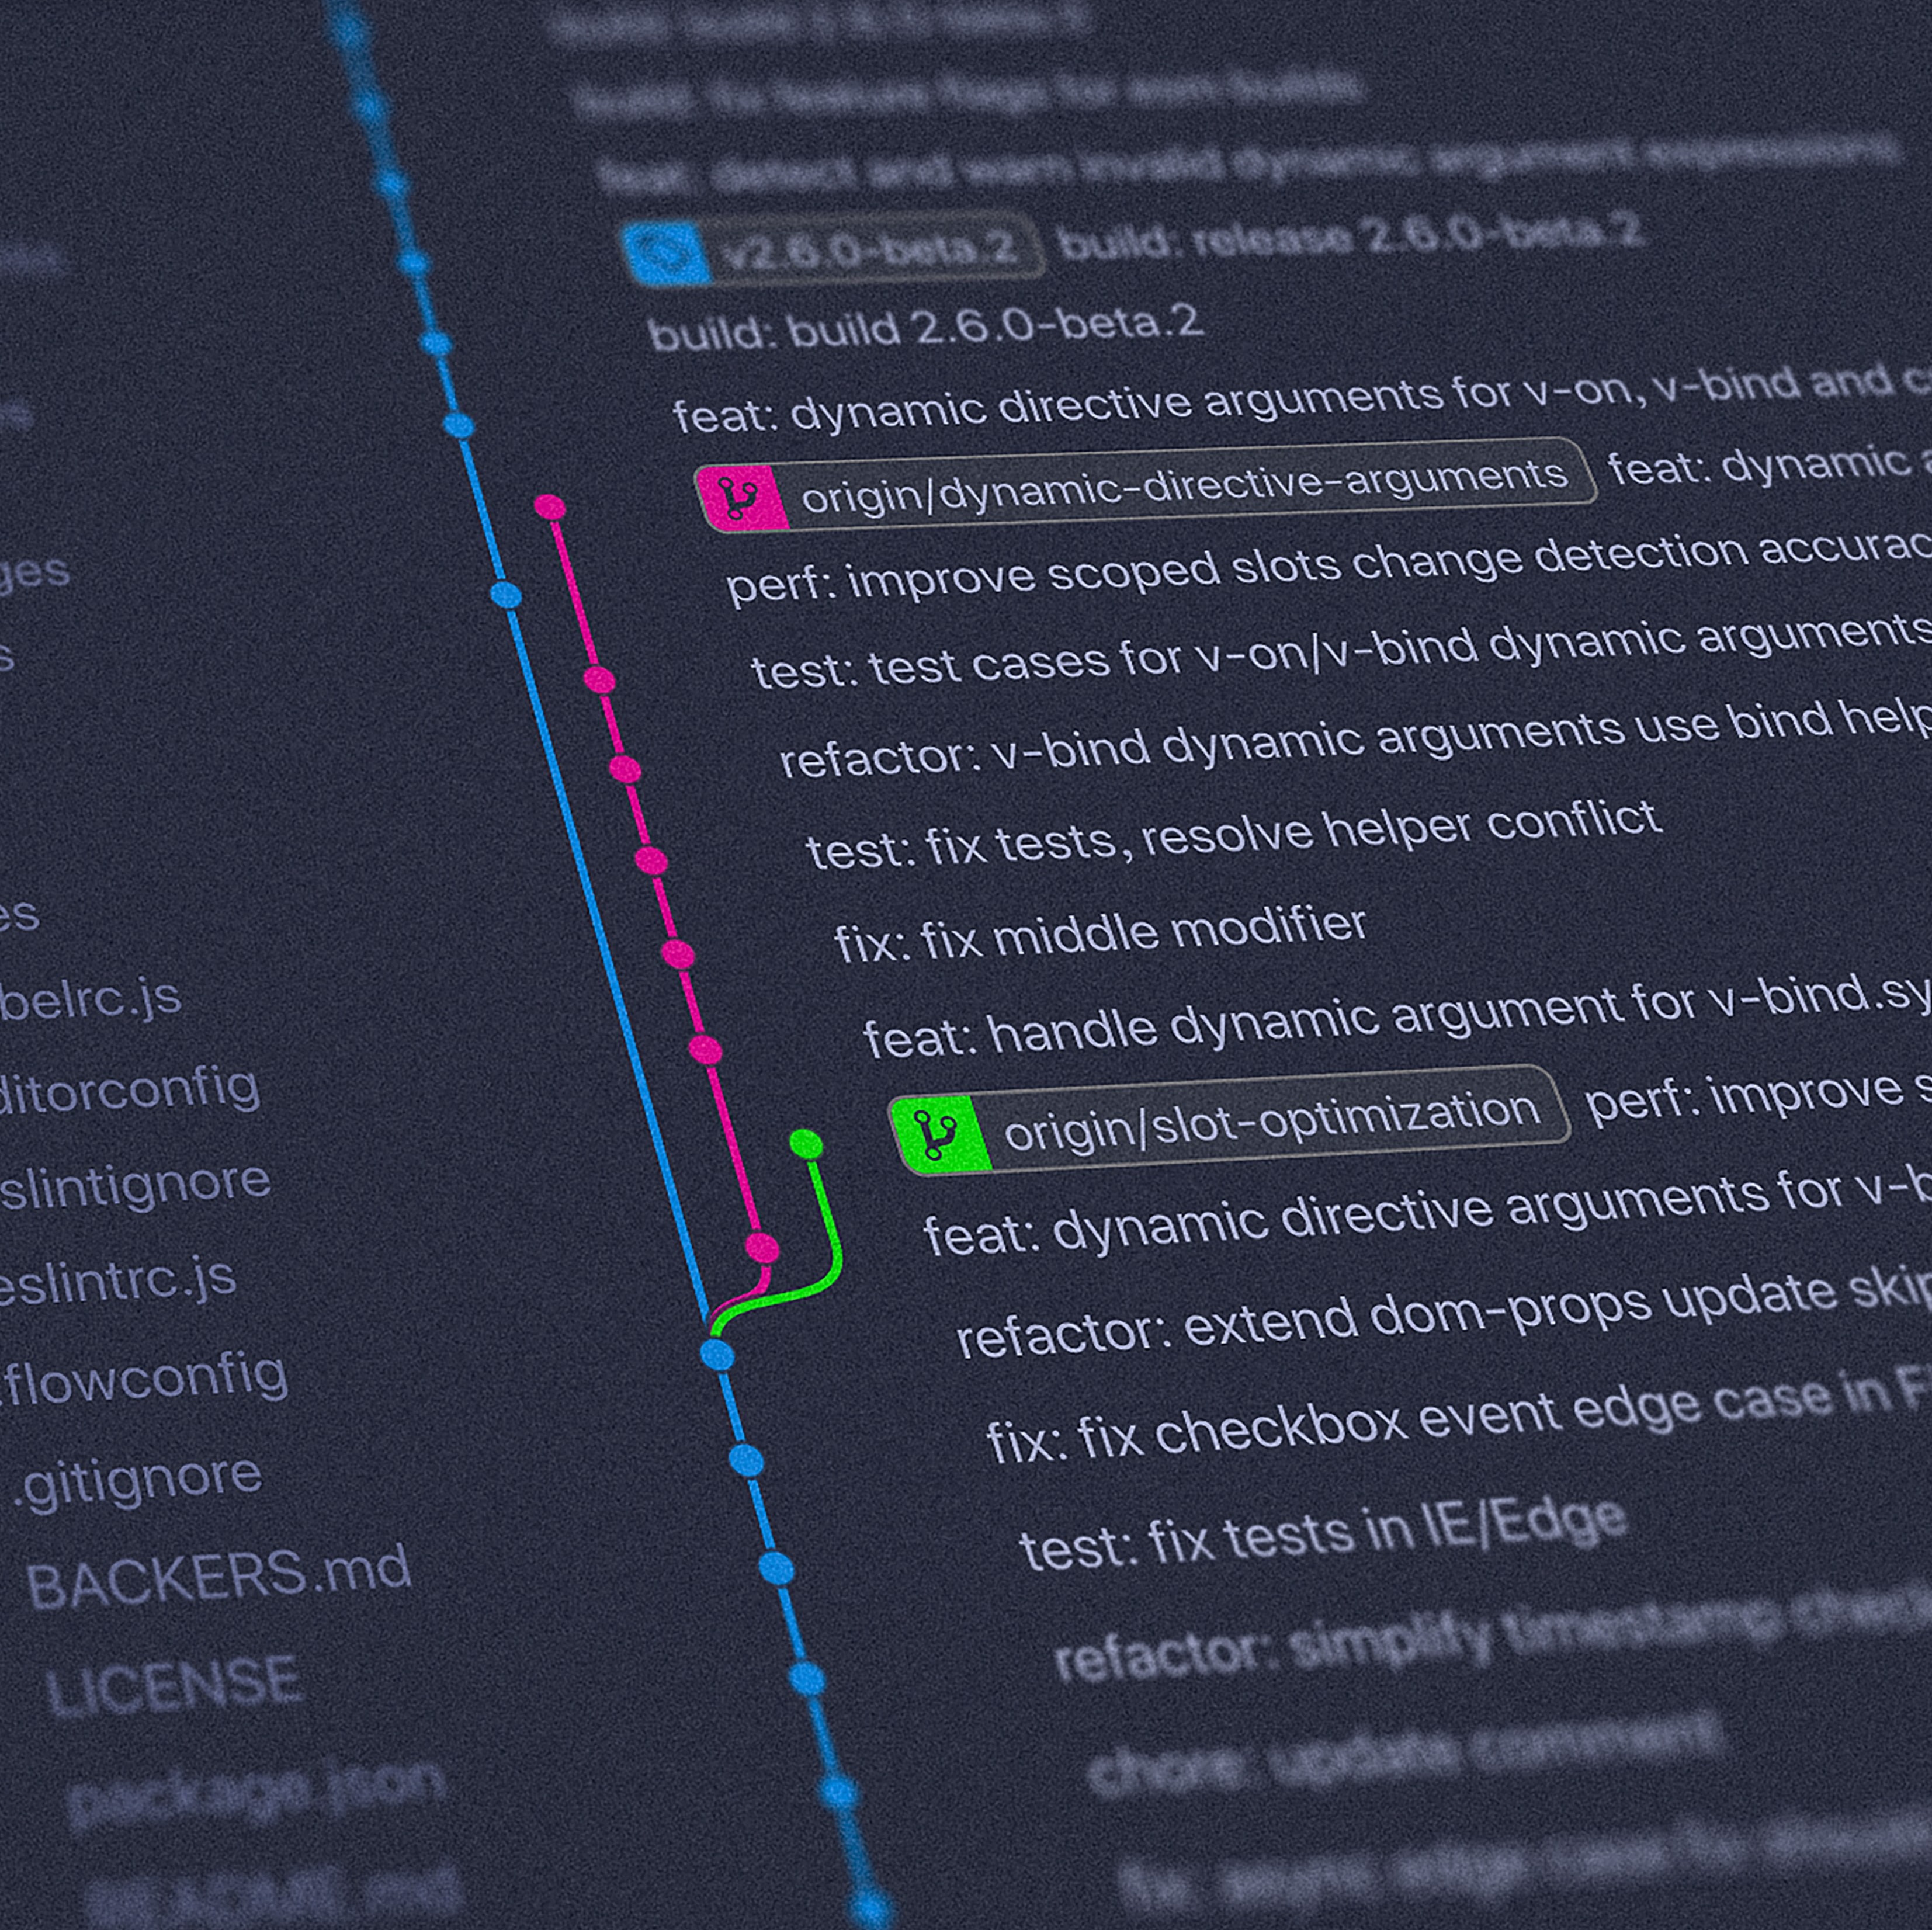 build: fix feature flags for esm builds
feat: detect and warn invalid dynamic argument expressions
v2.6.0-beta.2 build: release 2.6.0-beta.2
build: build 2.6.0-beta.2
feat: dynamic directive arguments for v-on, v-bind and
origin/dynamic-directive-arguments feat: dynamic
perf: improve scoped slots change detection accurac
test: test cases for v-on/v-bind dynamic arguments
refactor: v-bind dynamic arguments use bind help
test: fix tests, resolve helper conflict
fix: fix middle modifier
feat: handle dynamic argument for v-bind.sy
origin/slot-optimization perf: improve s
feat: dynamic directive arguments for v-b
refactor: extend dom-props update skip
fix: fix checkbox event edge case in F
test: fix tests in IE/Edge
refactor: simplify timestamp check
chore: update comment
fix: async edge case
ges
s
es
belrc.js
ditorconfig
slintignore
eslintrc.js
.flowconfig
.gitignore
BACKERS.md
LICENSE
package.json
README.md